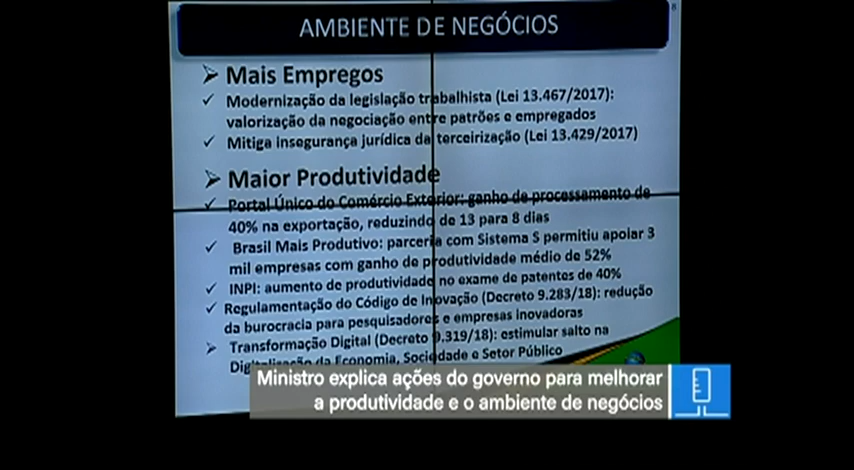 8
AMBIENTE DE NEGÓCIOS
➢ Mais Empregos
✓ Modernização da legislação trabalhista (Lei 13.467/2017):
valorização da negociação entre patrões e empregados
✓ Mitiga insegurança jurídica da terceirização (Lei 13.429/2017)
➢ Maior Produtividade
✓ Portal Único do Comércio Exterior: ganho de processamento de
40% na exportação, reduzindo de 13 para 8 dias
✓ Brasil Mais Produtivo: parceria com Sistema S permitiu apoiar 3
mil empresas com ganho de produtividade médio de 52%
✓ INPI: aumento de produtividade no exame de patentes de 40%
✓ Regulamentação do Código de Inovação (Decreto 9.283/18): redução
da burocracia para pesquisadores e empresas inovadoras
➢ Transformação Digital (Decreto 9.319/18): estimular salto na
Digitalização da Economia, Sociedade e Setor Público
Ministro explica ações do governo para melhorar
a produtividade e o ambiente de negócios